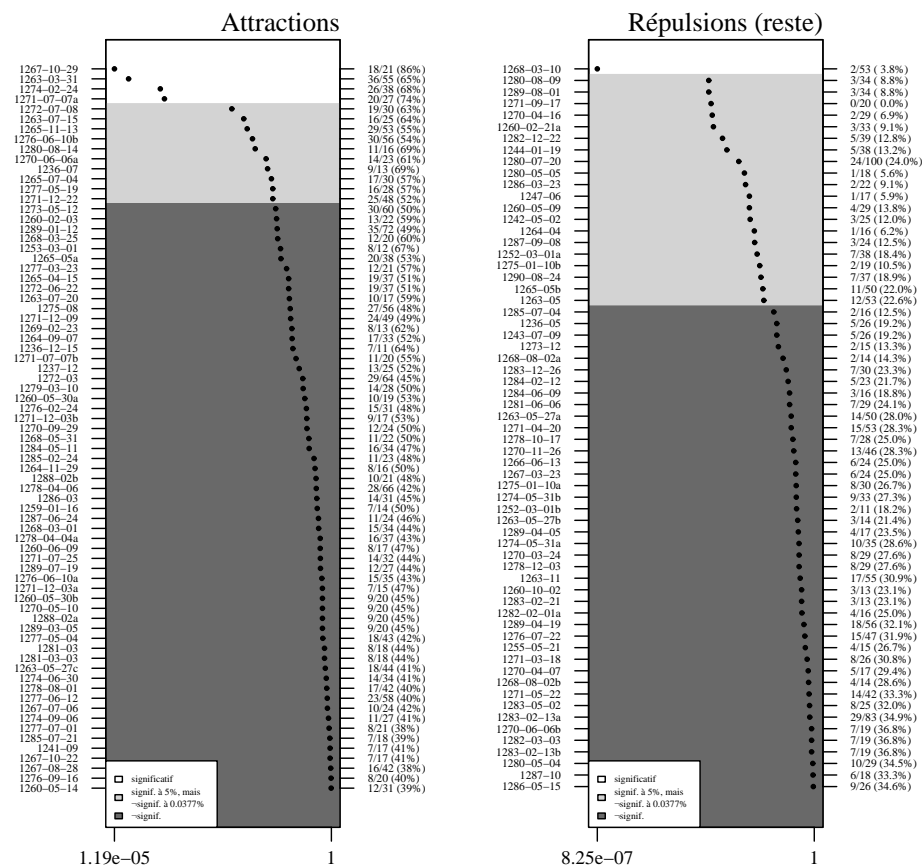 Attractions
1267−10−29 18/21 (86%)
1263−03−31 36/55 (65%)
1274−02−24 26/38 (68%)
1271−07−07a 20/27 (74%)
1272−07−08 19/30 (63%)
1263−07−15 16/25 (64%)
1265−11−13 29/53 (55%)
1276−06−10b 30/56 (54%)
1280−08−14 11/16 (69%)
1270−06−06a 14/23 (61%)
1236−07 9/13 (69%)
1265−07−04 17/30 (57%)
1277−05−19 16/28 (57%)
1271−12−22 25/48 (52%)
1273−05−12 30/60 (50%)
1260−02−03 13/22 (59%)
1289−01−12 35/72 (49%)
1268−03−25 12/20 (60%)
1253−03−01 8/12 (67%)
1265−05a 20/38 (53%)
1277−03−23 12/21 (57%)
1265−04−15 19/37 (51%)
1272−06−22 19/37 (51%)
1263−07−20 10/17 (59%)
1275−08 27/56 (48%)
1271−12−09 24/49 (49%)
1269−02−23 8/13 (62%)
1264−09−07 17/33 (52%)
1236−12−15 7/11 (64%)
1271−07−07b 11/20 (55%)
1237−12 13/25 (52%)
1272−03 29/64 (45%)
1279−03−10 14/28 (50%)
1260−05−30a 10/19 (53%)
1276−02−24 15/31 (48%)
1271−12−03b 9/17 (53%)
1270−09−29 12/24 (50%)
1268−05−31 11/22 (50%)
1284−05−11 16/34 (47%)
1285−02−24 11/23 (48%)
1264−11−29 8/16 (50%)
1288−02b 10/21 (48%)
1278−04−06 28/66 (42%)
1286−03 14/31 (45%)
1259−01−16 7/14 (50%)
1287−06−24 11/24 (46%)
1268−03−01 15/34 (44%)
1278−04−04a 16/37 (43%)
1260−06−09 8/17 (47%)
1271−07−25 14/32 (44%)
1289−07−19 12/27 (44%)
1276−06−10a 15/35 (43%)
1271−12−03a 7/15 (47%)
1260−05−30b 9/20 (45%)
1270−05−10 9/20 (45%)
1288−02a 9/20 (45%)
1289−03−05 9/20 (45%)
1277−05−04 18/43 (42%)
1281−03 8/18 (44%)
1281−03−03 8/18 (44%)
1263−05−27c 18/44 (41%)
1274−06−30 14/34 (41%)
1278−08−01 17/42 (40%)
1277−06−12 23/58 (40%)
1267−07−06 10/24 (42%)
1274−09−06 11/27 (41%)
1277−07−01 8/21 (38%)
1285−07−21 7/18 (39%)
1241−09 7/17 (41%)
1267−10−22 7/17 (41%)
1267−08−28 16/42 (38%)
1276−09−16 8/20 (40%)
1260−05−14 12/31 (39%)
significatif
signif. à 5%, mais
¬signif. à 0.0377%
¬signif.
1.19e−05 1
Répulsions (reste)
1268−03−10 2/53 ( 3.8%)
1280−08−09 3/34 ( 8.8%)
1289−08−01 3/34 ( 8.8%)
1271−09−17 0/20 ( 0.0%)
1270−04−16 2/29 ( 6.9%)
1260−02−21a 3/33 ( 9.1%)
1282−12−22 5/39 (12.8%)
1244−01−19 5/38 (13.2%)
1280−07−20 24/100 (24.0%)
1280−05−05 1/18 ( 5.6%)
1286−03−23 2/22 ( 9.1%)
1247−06 1/17 ( 5.9%)
1260−05−09 4/29 (13.8%)
1242−05−02 3/25 (12.0%)
1264−04 1/16 ( 6.2%)
1287−09−08 3/24 (12.5%)
1252−03−01a 7/38 (18.4%)
1275−01−10b 2/19 (10.5%)
1290−08−24 7/37 (18.9%)
1265−05b 11/50 (22.0%)
1263−05 12/53 (22.6%)
1285−07−04 2/16 (12.5%)
1236−05 5/26 (19.2%)
1243−07−09 5/26 (19.2%)
1273−12 2/15 (13.3%)
1268−08−02a 2/14 (14.3%)
1283−12−26 7/30 (23.3%)
1284−02−12 5/23 (21.7%)
1284−06−09 3/16 (18.8%)
1281−06−06 7/29 (24.1%)
1263−05−27a 14/50 (28.0%)
1271−04−20 15/53 (28.3%)
1278−10−17 7/28 (25.0%)
1270−11−26 13/46 (28.3%)
1266−06−13 6/24 (25.0%)
1267−03−23 6/24 (25.0%)
1275−01−10a 8/30 (26.7%)
1274−05−31b 9/33 (27.3%)
1252−03−01b 2/11 (18.2%)
1263−05−27b 3/14 (21.4%)
1289−04−05 4/17 (23.5%)
1274−05−31a 10/35 (28.6%)
1270−03−24 8/29 (27.6%)
1278−12−03 8/29 (27.6%)
1263−11 17/55 (30.9%)
1260−10−02 3/13 (23.1%)
1283−02−21 3/13 (23.1%)
1282−02−01a 4/16 (25.0%)
1289−04−19 18/56 (32.1%)
1276−07−22 15/47 (31.9%)
1255−05−21 4/15 (26.7%)
1271−03−18 8/26 (30.8%)
1270−04−07 5/17 (29.4%)
1268−08−02b 4/14 (28.6%)
1271−05−22 14/42 (33.3%)
1283−05−02 8/25 (32.0%)
1283−02−13a 29/83 (34.9%)
1270−06−06b 7/19 (36.8%)
1282−03−03 7/19 (36.8%)
1283−02−13b 7/19 (36.8%)
1280−05−04 10/29 (34.5%)
1287−10 6/18 (33.3%)
1286−05−15 9/26 (34.6%)
significatif
signif. à 5%, mais
¬signif. à 0.0377%
¬signif.
8.25e−07 1